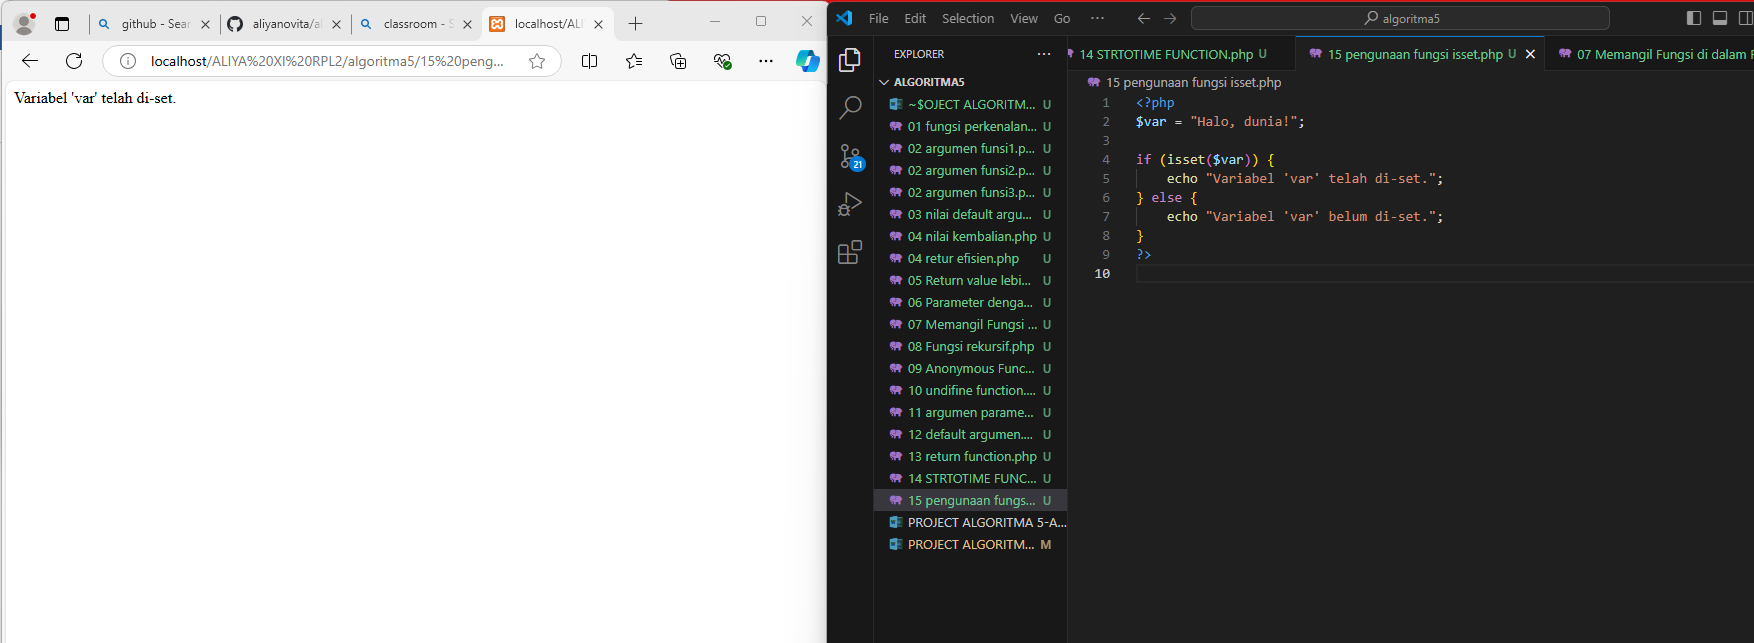 github - Sear
aliyanovita/al
classroom - S
localhost/ALI
localhost/ALIYA%20XI%20RPL2/algoritma5/15%20peng...
Variabel 'var' telah di-set.
File Edit Selection View Go ...
algoritma5
EXPLORER ...
ALGORITMA5
~$OJECT ALGORITM... U
01 fungsi perkenalan... U
02 argumen funsi1.p... U
02 argumen funsi2.p... U
02 argumen funsi3.p... U
03 nilai default argu... U
04 nilai kembalian.php U
04 retur efisien.php U
05 Return value lebi... U
06 Parameter denga... U
07 Memangil Fungsi ... U
08 Fungsi rekursif.php U
09 Anonymous Func... U
10 undifine function.... U
11 argumen parame... U
12 default argumen.... U
13 return function.php U
14 STRTOTIME FUNC... U
15 pengunaan fungs... U
PROJECT ALGORITMA 5-A...
PROJECT ALGORITM... M
21
14 STRTOTIME FUNCTION.php U
15 pengunaan fungsi isset.php U
07 Memangil Fungsi di dalam F
15 pengunaan fungsi isset.php
1 <?php
2 $var = "Halo, dunia!";
3
4 if (isset($var)) {
5 echo "Variabel 'var' telah di-set.";
6 } else {
7 echo "Variabel 'var' belum di-set.";
8 }
9 ?>
10